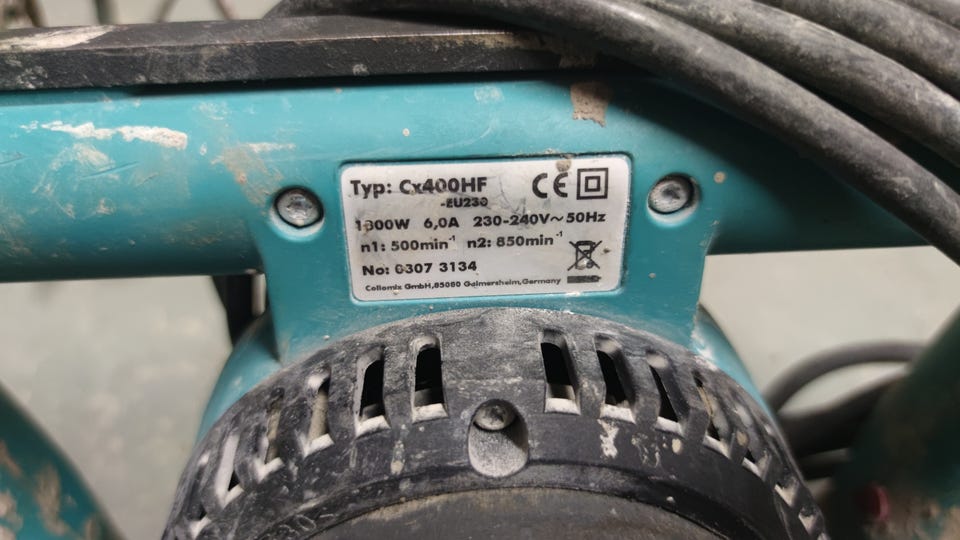 Typ: Cx400HF CE
-EU230
6,0A 230-240V~50Hz
n1: 500min⁻¹ n2: 850min⁻¹
No: 0307 3134
Collomix GmbH,85080 Gaimersheim,Germany